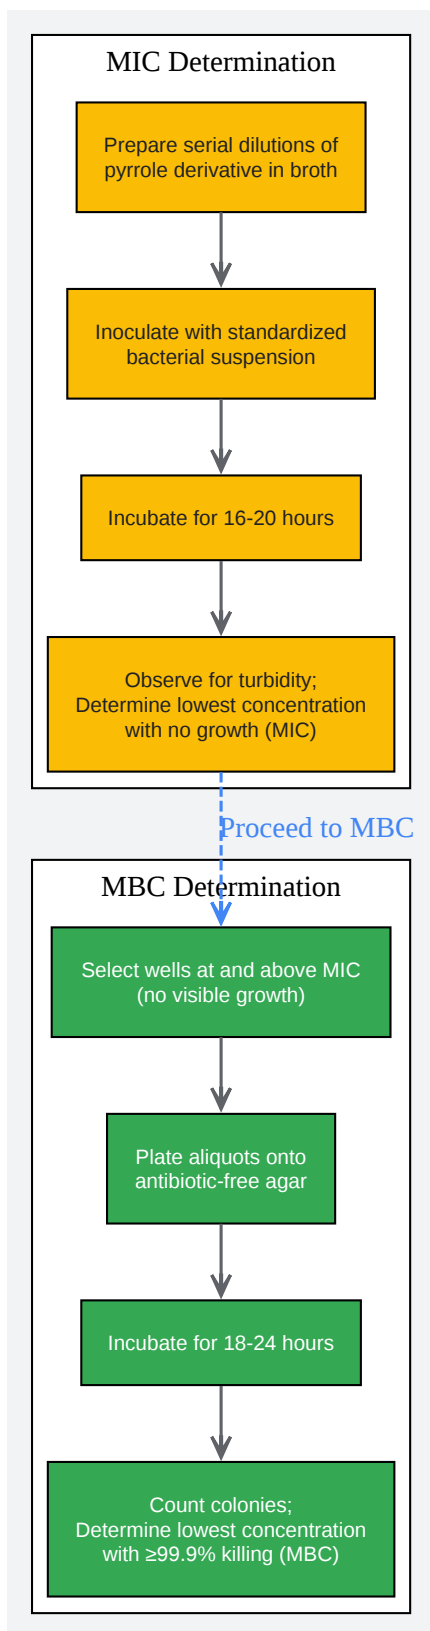 MIC Determination
Prepare serial dilutions of
pyrrole derivative in broth
Inoculate with standardized
bacterial suspension
Incubate for 16-20 hours
Observe for turbidity;
Determine lowest concentration
with no growth (MIC)
Proceed to MBC
MBC Determination
Select wells at and above MIC
(no visible growth)
Plate aliquots onto
antibiotic-free agar
Incubate for 18-24 hours
Count colonies;
Determine lowest concentration
with ≥99.9% killing (MBC)